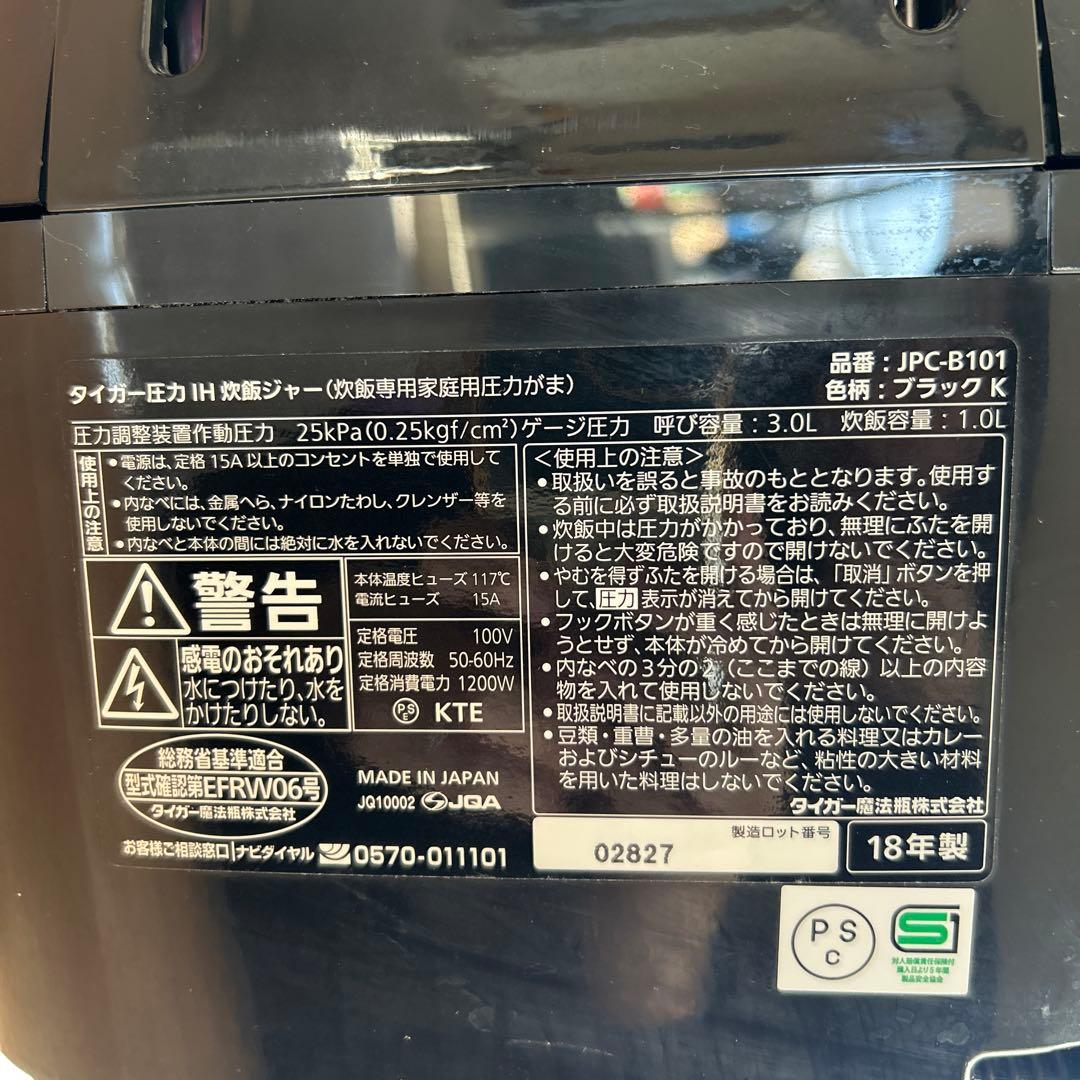 品番：JPC-B101
タイガー圧力IH炊飯ジャー（炊飯専用家庭用圧力がま）
色柄：ブラックK
圧力調整装置作動圧力 25kPa(0.25kgf/cm²)ゲージ圧力 呼び容量：3.0L 炊飯容量：1.0L
使用上の注意
●電源は、定格15A以上のコンセントを単独で使用して
ください。
●内なべには、金属へら、ナイロンたわし、クレンザー等を
使用しないでください。
●内なべと本体の間には絶対に水を入れないでください。
警告
感電のおそれあり
水につけたり、水を
かけたりしない。
本体温度ヒューズ 117℃
電流ヒューズ 15A
定格電圧 100V
定格周波数 50-60Hz
定格消費電力 1200W
PSE KTE
総務省基準適合
型式確認第EFRW06号
タイガー魔法瓶株式会社
MADE IN JAPAN
JQ10002 JQA
お客様ご相談窓口 ナビダイヤル 0570-011101
＜使用上の注意＞
●取扱いを誤ると事故のもととなります。使用す
る前に必ず取扱説明書をお読みください。
●炊飯中は圧力がかかっており、無理にふたを開
けると大変危険ですので開けないでください。
●やむを得ずふたを開ける場合は、「取消」ボタンを押
して、圧力表示が消えてから開けてください。
●フックボタンが重く感じたときは無理に開けよ
うとせず、本体が冷めてから開けてください。
●内なべの3分の2（ここまでの線）以上の内容
物を入れて使用しないでください。
●取扱説明書に記載以外の用途には使用しないでください。
●豆類・重曹・多量の油を入れる料理又はカレー
およびシチューのルーなど、粘性の大きい材料
を用いた料理はしないでください。
タイガー魔法瓶株式会社
製造ロット番号
02827
18年製
PS
C
S
対人賠償責任保険付
購入日より5年間
製品安全協会